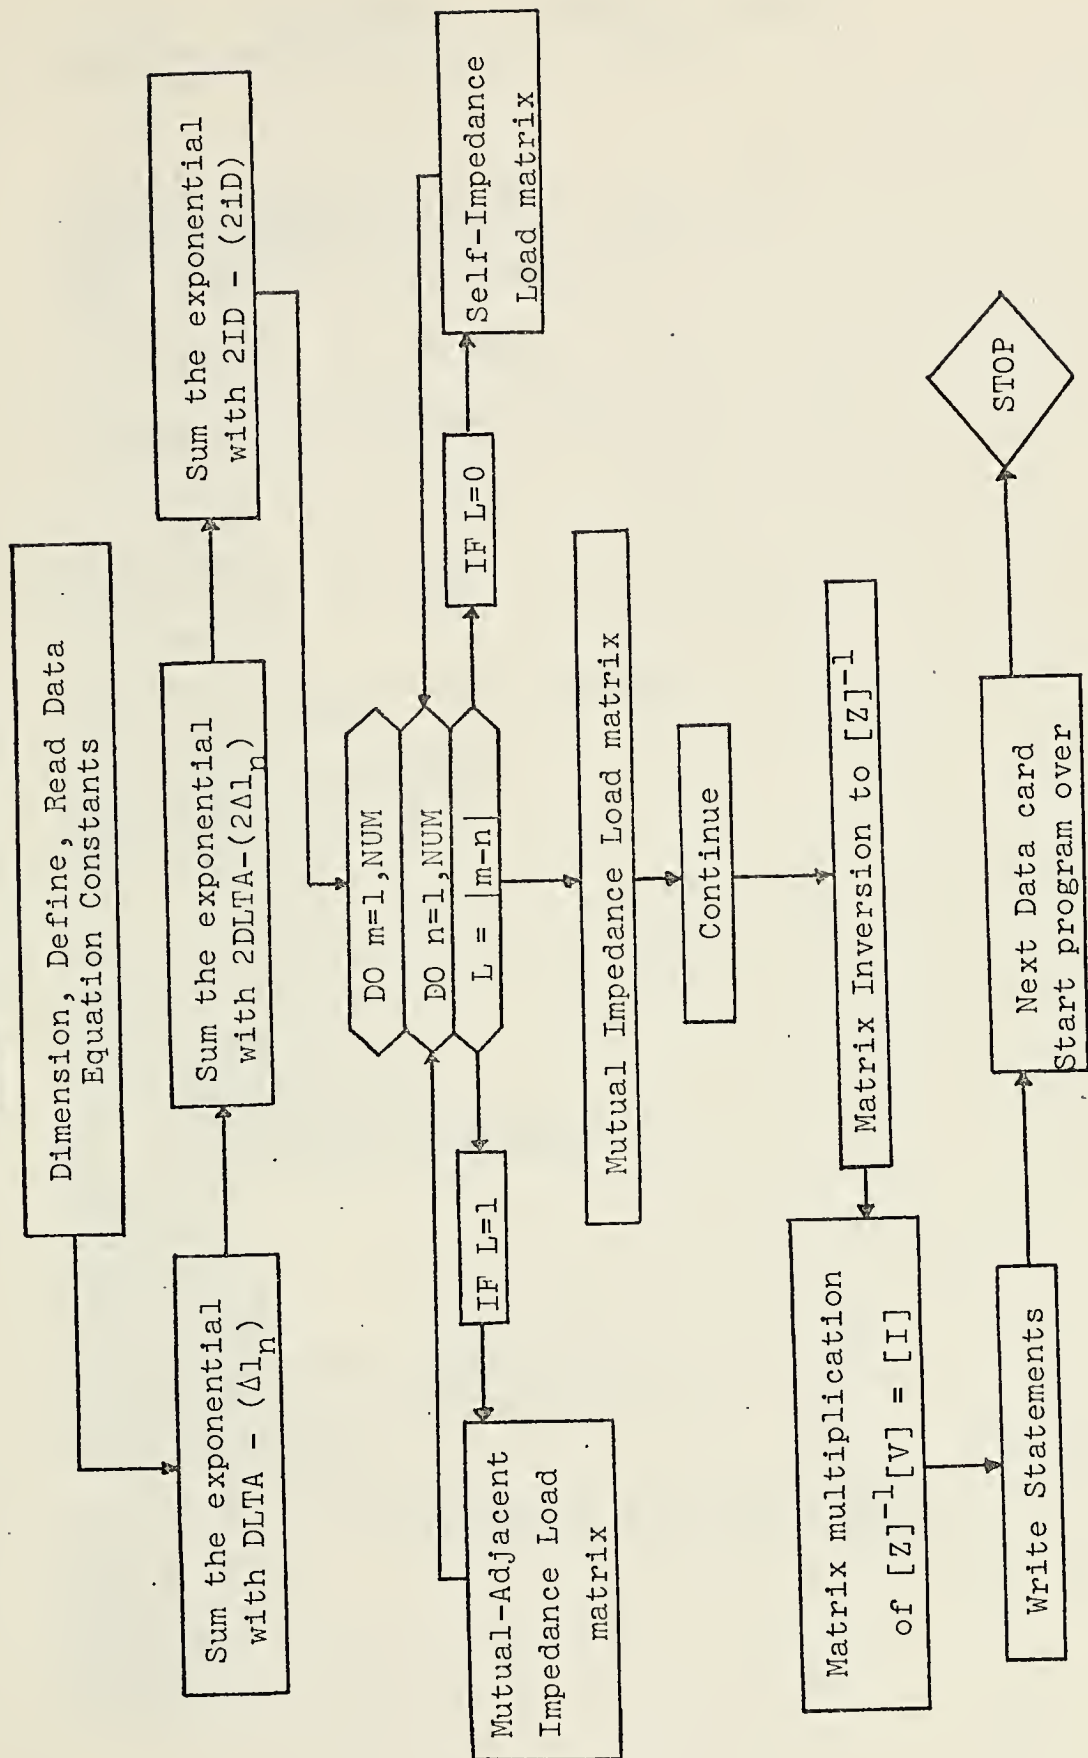 Dimension, Define, Read Data
Equation Constants
Sum the exponential
with DLTA - (Δl_n)
Sum the exponential
with 2DLTA-(2Δl_n)
Sum the exponential
with 2ID - (2iD)
DO m=1,NUM
DO n=1,NUM
L = |m-n|
IF L=1
IF L=0
Mutual-Adjacent
Impedance Load
matrix
Self-Impedance
Load matrix
Mutual Impedance Load matrix
Continue
Matrix Inversion to [Z]⁻¹
Matrix multiplication
of [Z]⁻¹[V] = [I]
Write Statements
Next Data card
Start program over
STOP